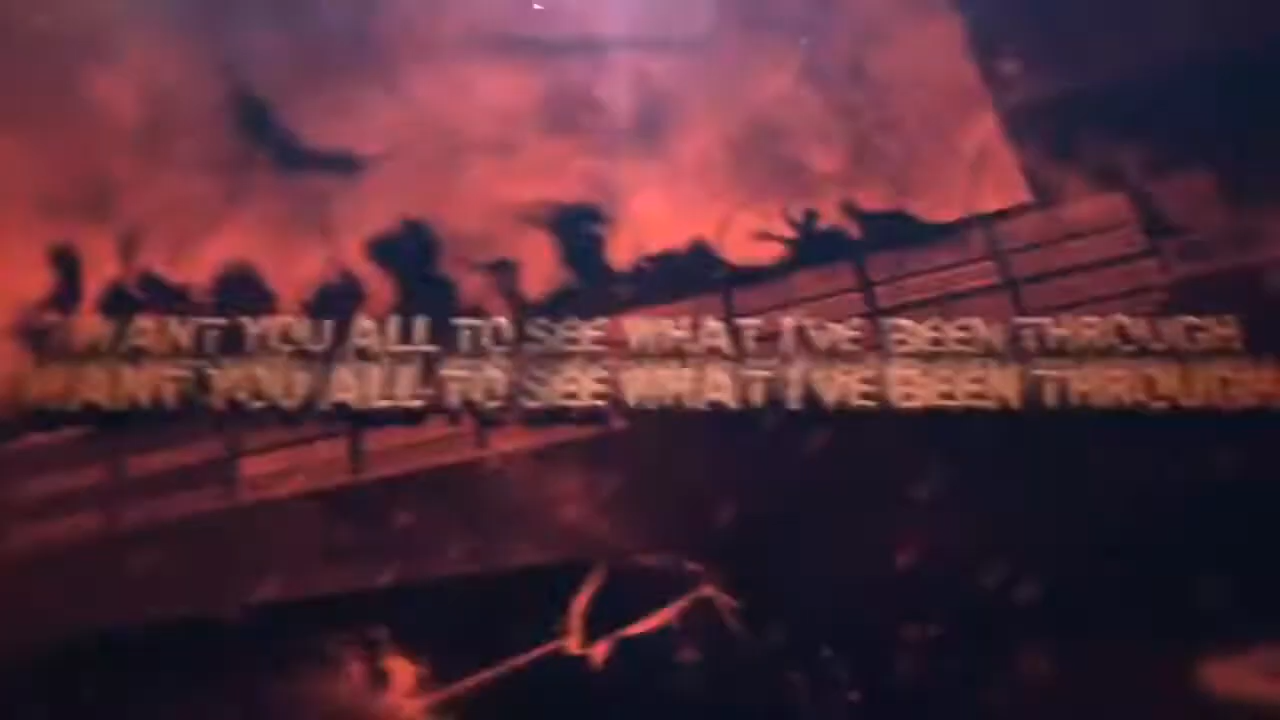 I WANT YOU ALL TO SEE WHAT I'VE BEEN THROUGH
WANT YOU ALL TO SEE WHAT I'VE BEEN THROUGH